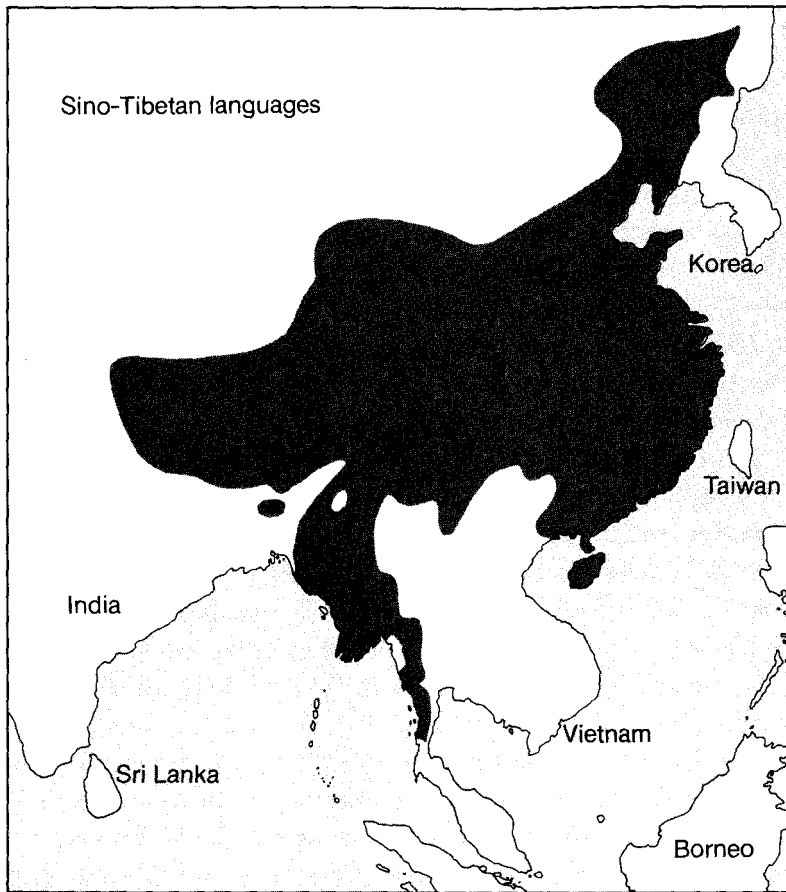 Sino-Tibetan languages
Korea
Taiwan
India
Vietnam
Sri Lanka
Borneo